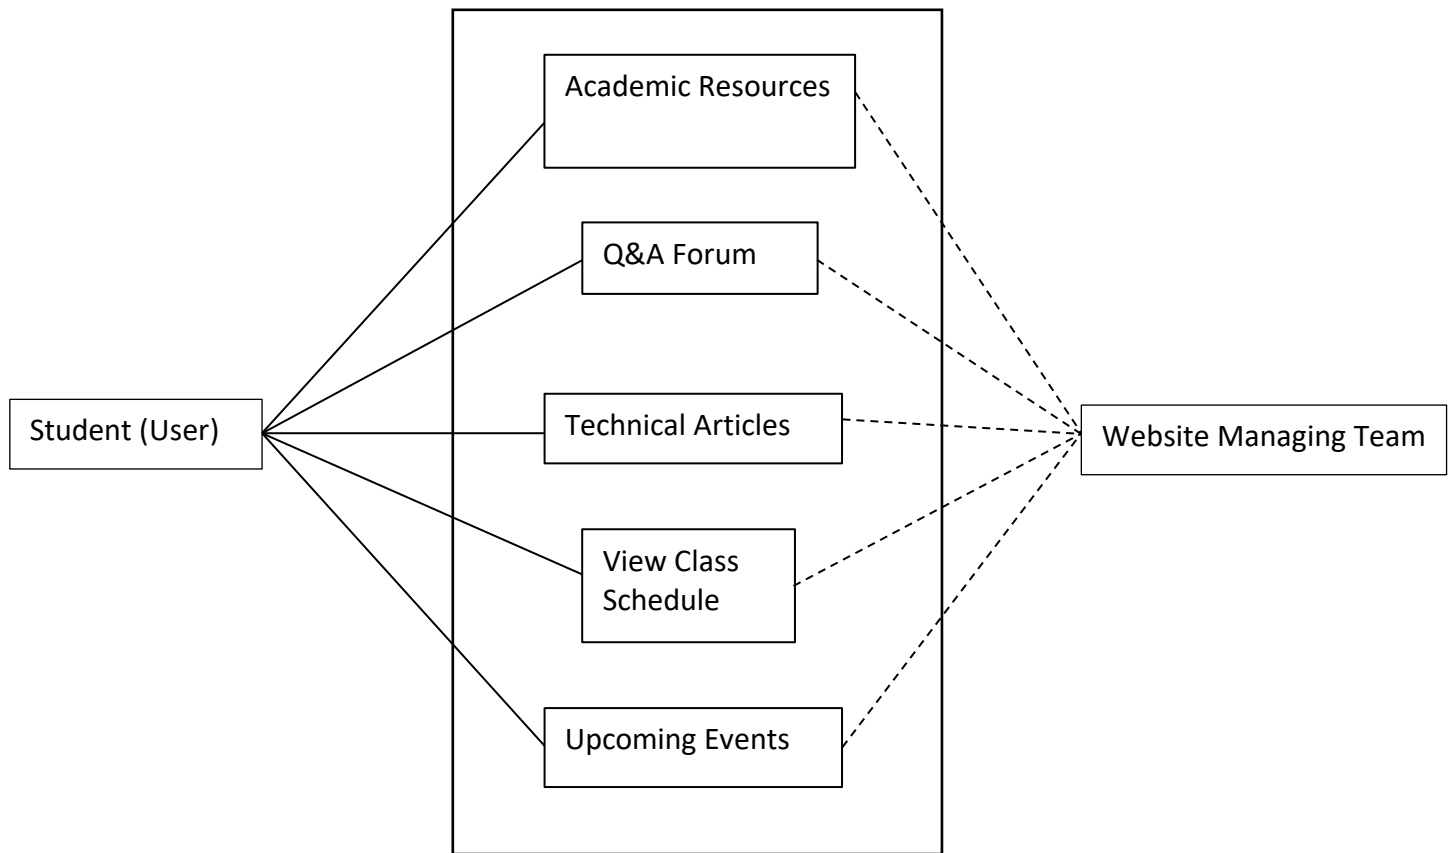 Academic Resources
Q&A Forum
Student (User)
Technical Articles
Website Managing Team
View Class
Schedule
Upcoming Events